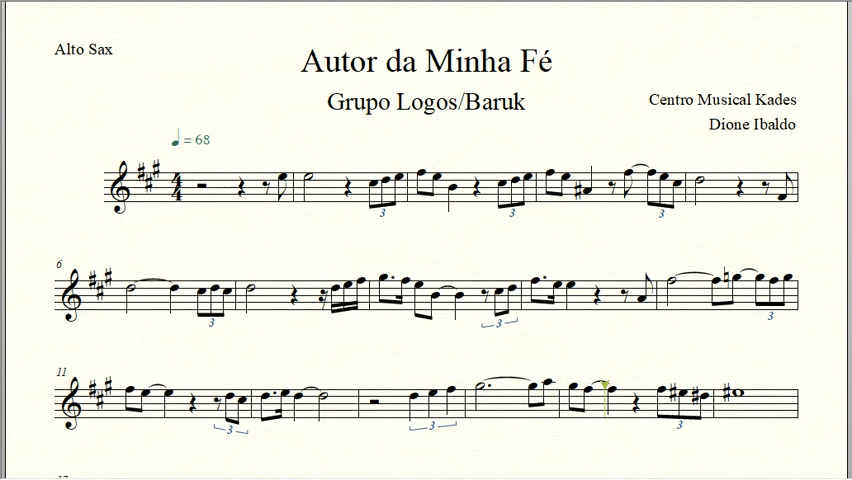 Alto Sax
Autor da Minha Fé
Grupo Logos/Baruk
Centro Musical Kades
Dione Ibaldo
= 68
4
4
3
3
3
6
3
3
3
11
3
3
3